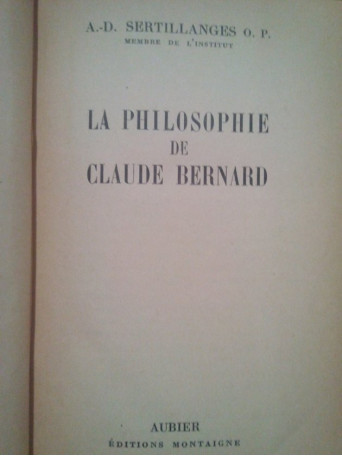 A.-D. SERTILLANGES O. P.
MEMBRE DE L'INSTITUT
LA PHILOSOPHIE
DE
CLAUDE BERNARD
AUBIER
ÉDITIONS MONTAIGNE